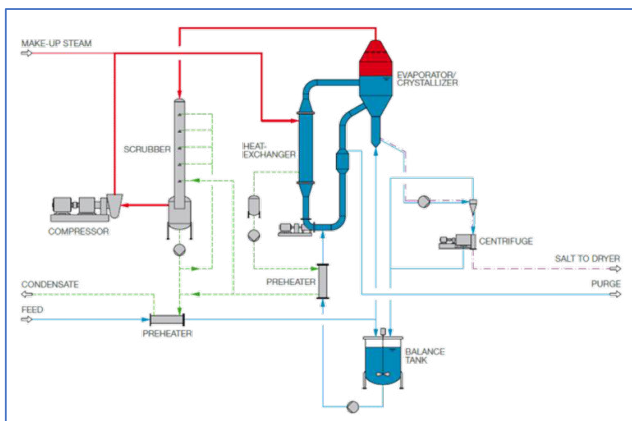 MAKE-UP STEAM
EVAPORATOR/
CRYSTALLIZER
SCRUBBER
HEAT-
EXCHANGER
COMPRESSOR
CENTRIFUGE
SALT TO DRYER
CONDENSATE
PREHEATER
PURGE
FEED
PREHEATER
BALANCE
TANK